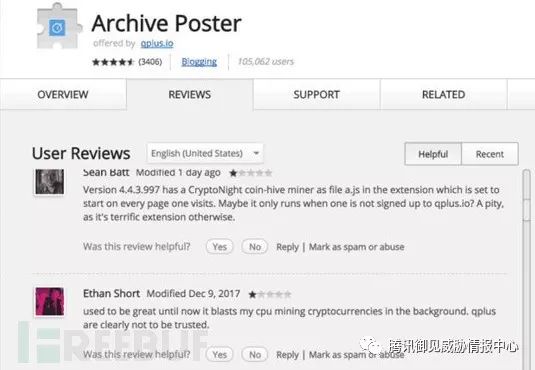 Archive Poster
offered by qplus.io
(3406) Blogging 105,062 users
OVERVIEW REVIEWS SUPPORT RELATED
User Reviews English (United States) Helpful Recent
Sean Batt Modified 1 day ago
Version 4.4.3.997 has a CryptoNight coin-hive miner as file a.js in the extension which is set to
start on every page one visits. Maybe it only runs when one is not signed up to qplus.io? A pity,
as it's terrific extension otherwise.
Was this review helpful? Yes No Reply | Mark as spam or abuse
Ethan Short Modified Dec 9, 2017
used to be great until now it blasts my cpu mining cryptocurrencies in the background. qplus
are clearly not to be trusted.
Was this review helpful? Yes No Reply | Mark as spam or abuse
FREEBUF
腾讯御见威胁情报中心